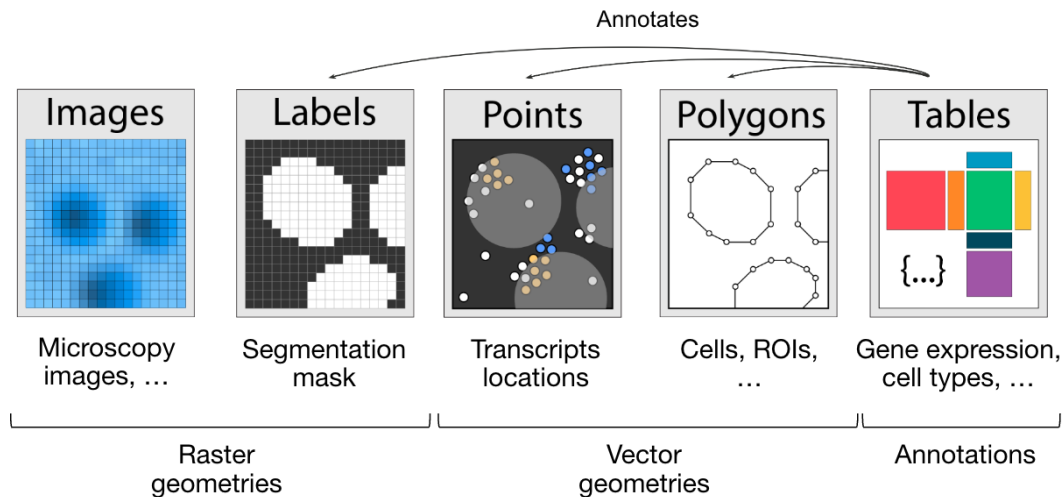 Annotates
Images
Labels
Points
Polygons
Tables
{...}
Microscopy
images, ...
Segmentation
mask
Transcripts
locations
Cells, ROIs,
...
Gene expression,
cell types, ...
Raster
geometries
Vector
geometries
Annotations